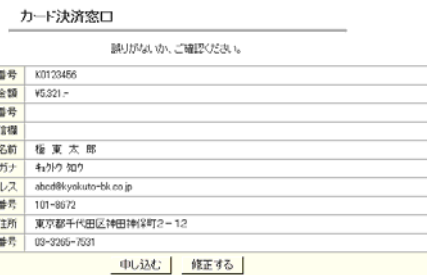 カード決済窓口
誤りがないか、ご確認ください。
番号 K0123456
金額 ¥5,321.-
番号
信欄
名前 極 東 太 郎
ガナ キョクトウ タロウ
レス abcd@kyokuto-bk.co.jp
番号 101-8672
住所 東京都千代田区神田神保町2-12
番号 03-3265-7531
申し込む 修正する